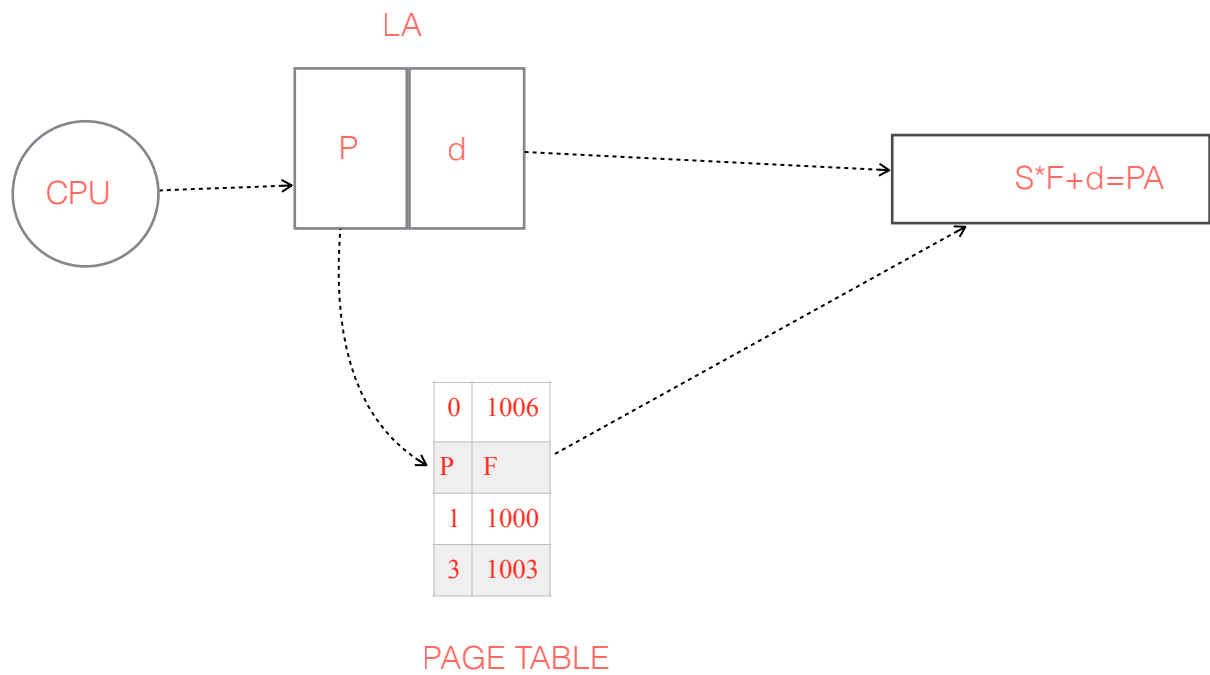 LA
CPU
P
d
S*F+d=PA
0 1006
P F
1 1000
3 1003
PAGE TABLE